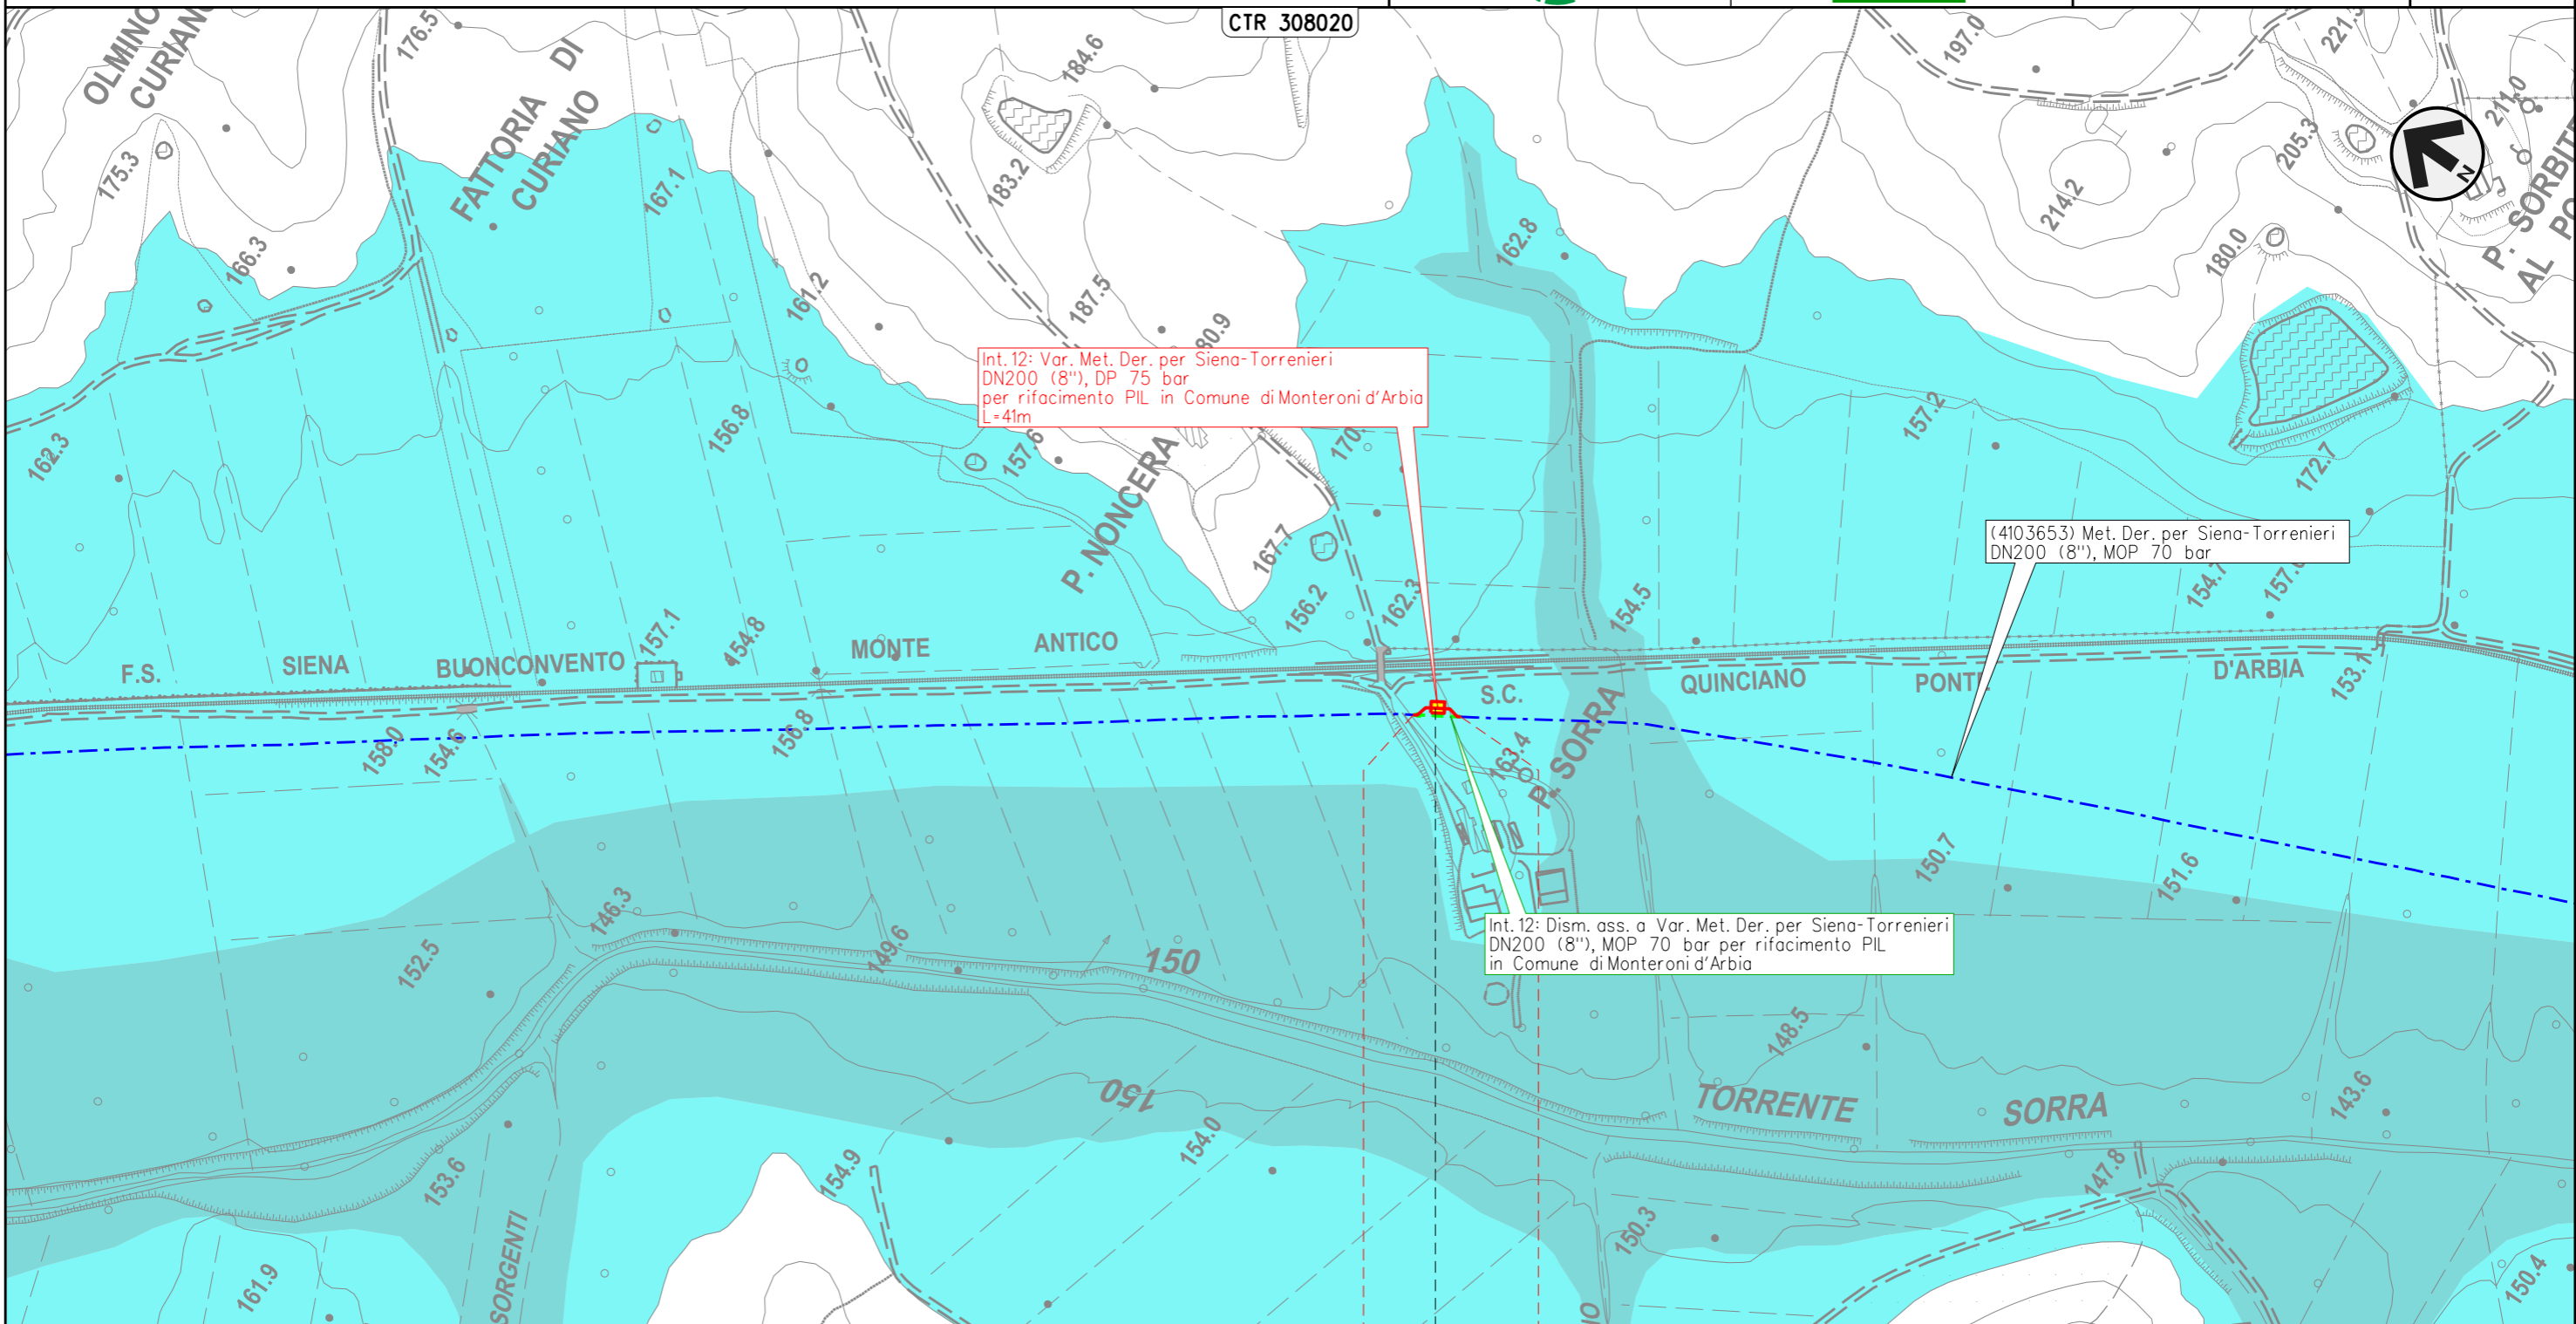 CTR 308020
OLMINO
CURIANO
176.5
FATTORIA DI
CURIANO
184.6
197.0
221.3
211.0
205.3
N
175.3
166.3
167.1
183.2
162.8
214.2
180.0
P. SORBITE
AL
161.2
187.5
80.9
Int. 12: Var. Met. Der. per Siena-Torrenieri
DN200 (8"), DP 75 bar
per rifacimento PIL in Comune di Monteroni d'Arbia
L=41m
162.3
156.8
157.6
P. NONCERA
170.
157.2
172.7
(4103653) Met. Der. per Siena-Torrenieri
DN200 (8"), MOP 70 bar
167.7
156.2
162.3
154.5
154.7
157.
157.1
154.8
F.S. SIENA BUONCONVENTO MONTE ANTICO
S.C. QUINCIANO PONTE D'ARBIA
153.1
158.0
154.6
156.8
163.4
P. SORRA
150.7
151.6
146.3
152.5
149.6
150
Int. 12: Dism. ass. a Var. Met. Der. per Siena-Torrenieri
DN200 (8"), MOP 70 bar per rifacimento PIL
in Comune di Monteroni d'Arbia
148.5
150
TORRENTE SORRA
143.6
153.6
154.9
154.0
147.8
150.3
161.9
SORGENTI
150.4